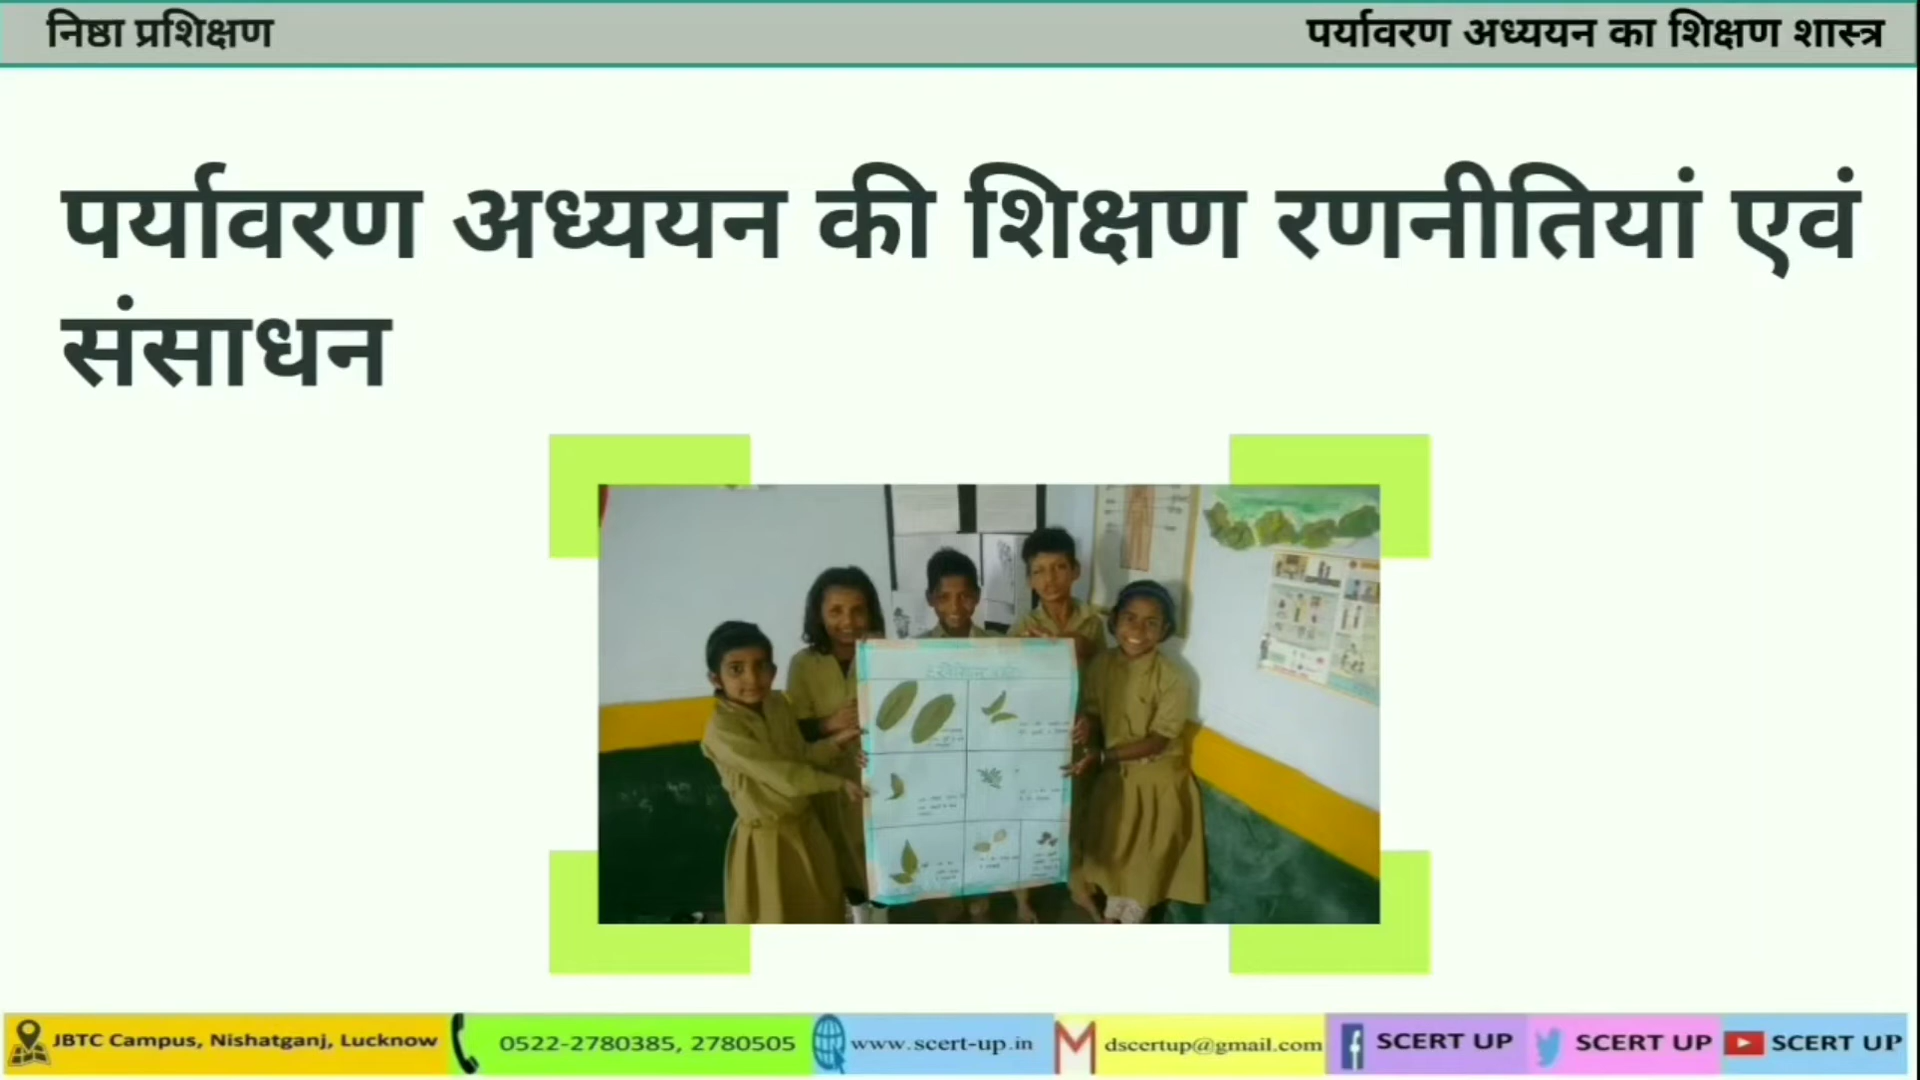 निष्ठा प्रशिक्षण
पर्यावरण अध्ययन का शिक्षण शास्त्र
पर्यावरण अध्ययन की शिक्षण रणनीतियां एवं
संसाधन
JBTC Campus, Nishatganj, Lucknow
0522-2780385, 2780505
www.scert-up.in
dscertup@gmail.com
SCERT UP
SCERT UP
SCERT UP